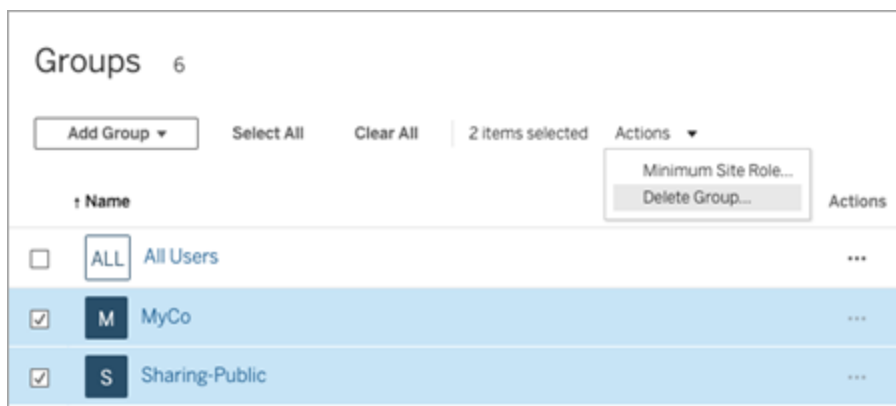 Groups 6
Add Group ▾ Select All Clear All 2 items selected Actions ▾
Minimum Site Role...
Delete Group...
↑ Name Actions
ALL All Users ...
M MyCo ...
S Sharing-Public ...